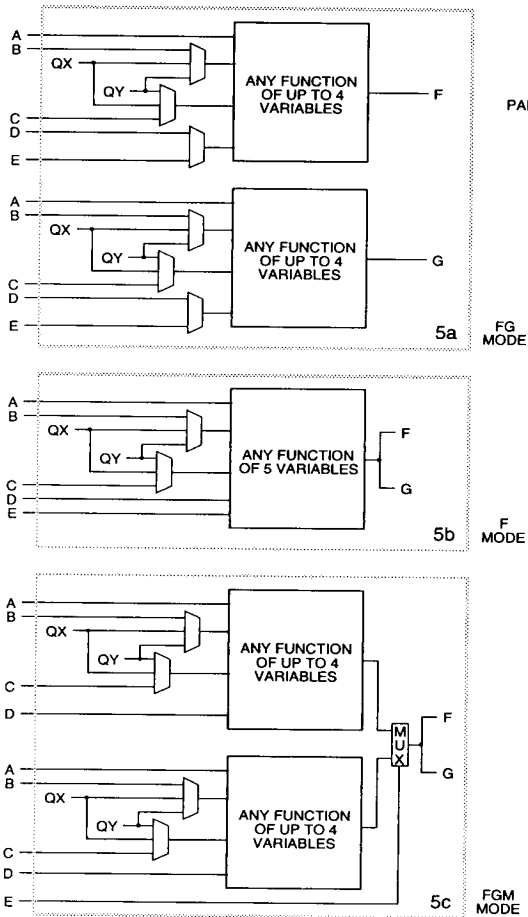 A
B
QX
QY
C
D
E
ANY FUNCTION
OF UP TO 4
VARIABLES
F
PAI
A
B
QX
QY
C
D
E
ANY FUNCTION
OF UP TO 4
VARIABLES
G
5a
FG
MODE
A
B
QX
QY
C
D
E
ANY FUNCTION
OF 5 VARIABLES
F
G
5b
F
MODE
A
B
QX
QY
C
D
ANY FUNCTION
OF UP TO 4
VARIABLES
MUX
F
G
A
B
QX
QY
C
D
E
ANY FUNCTION
OF UP TO 4
VARIABLES
5c
FGM
MODE